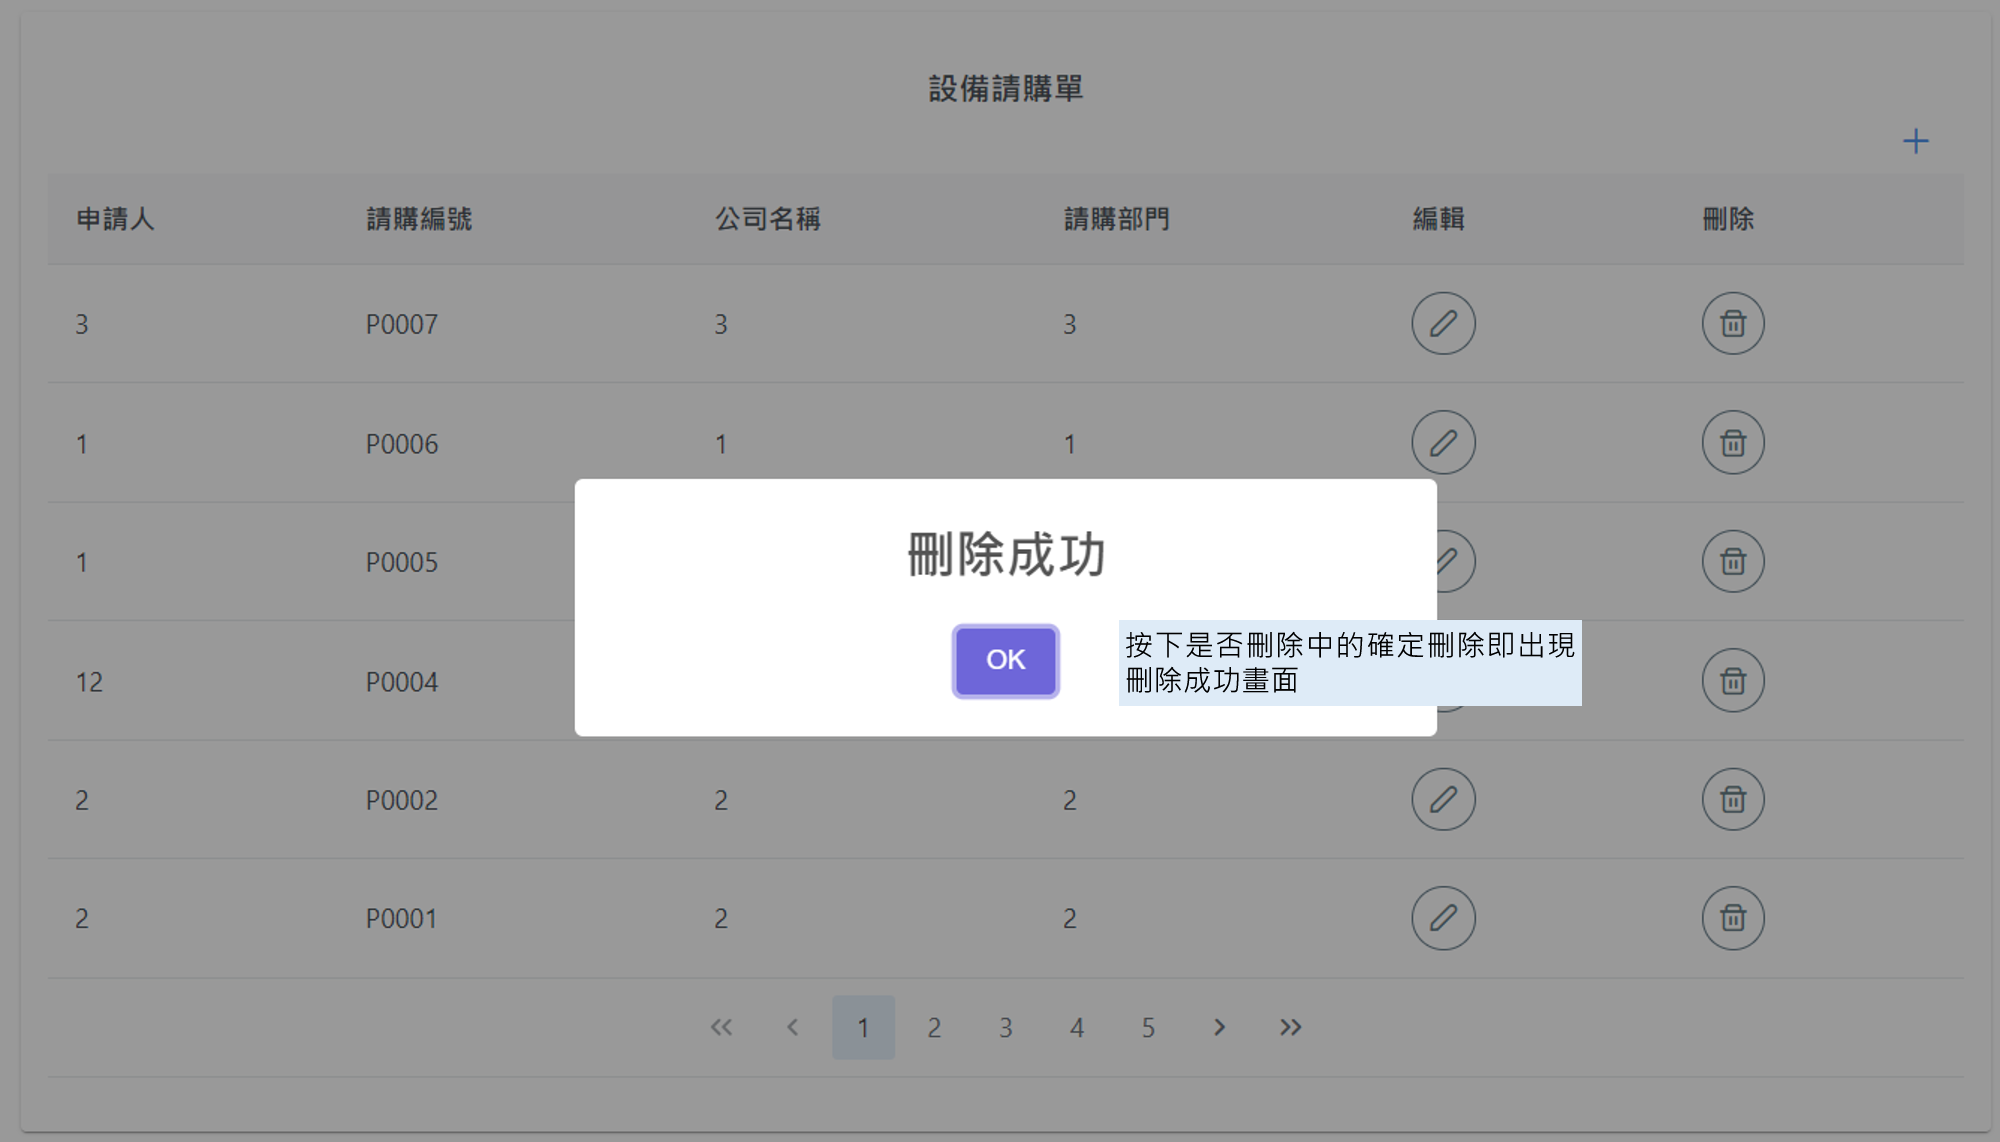 設備請購單
申請人 請購編號 公司名稱 請購部門 編輯 刪除
3 P0007 3 3
1 P0006 1 1
1 P0005
12 P0004
2 P0002 2 2
2 P0001 2 2
刪除成功
OK
按下是否刪除中的確定刪除即出現
刪除成功畫面
1 2 3 4 5